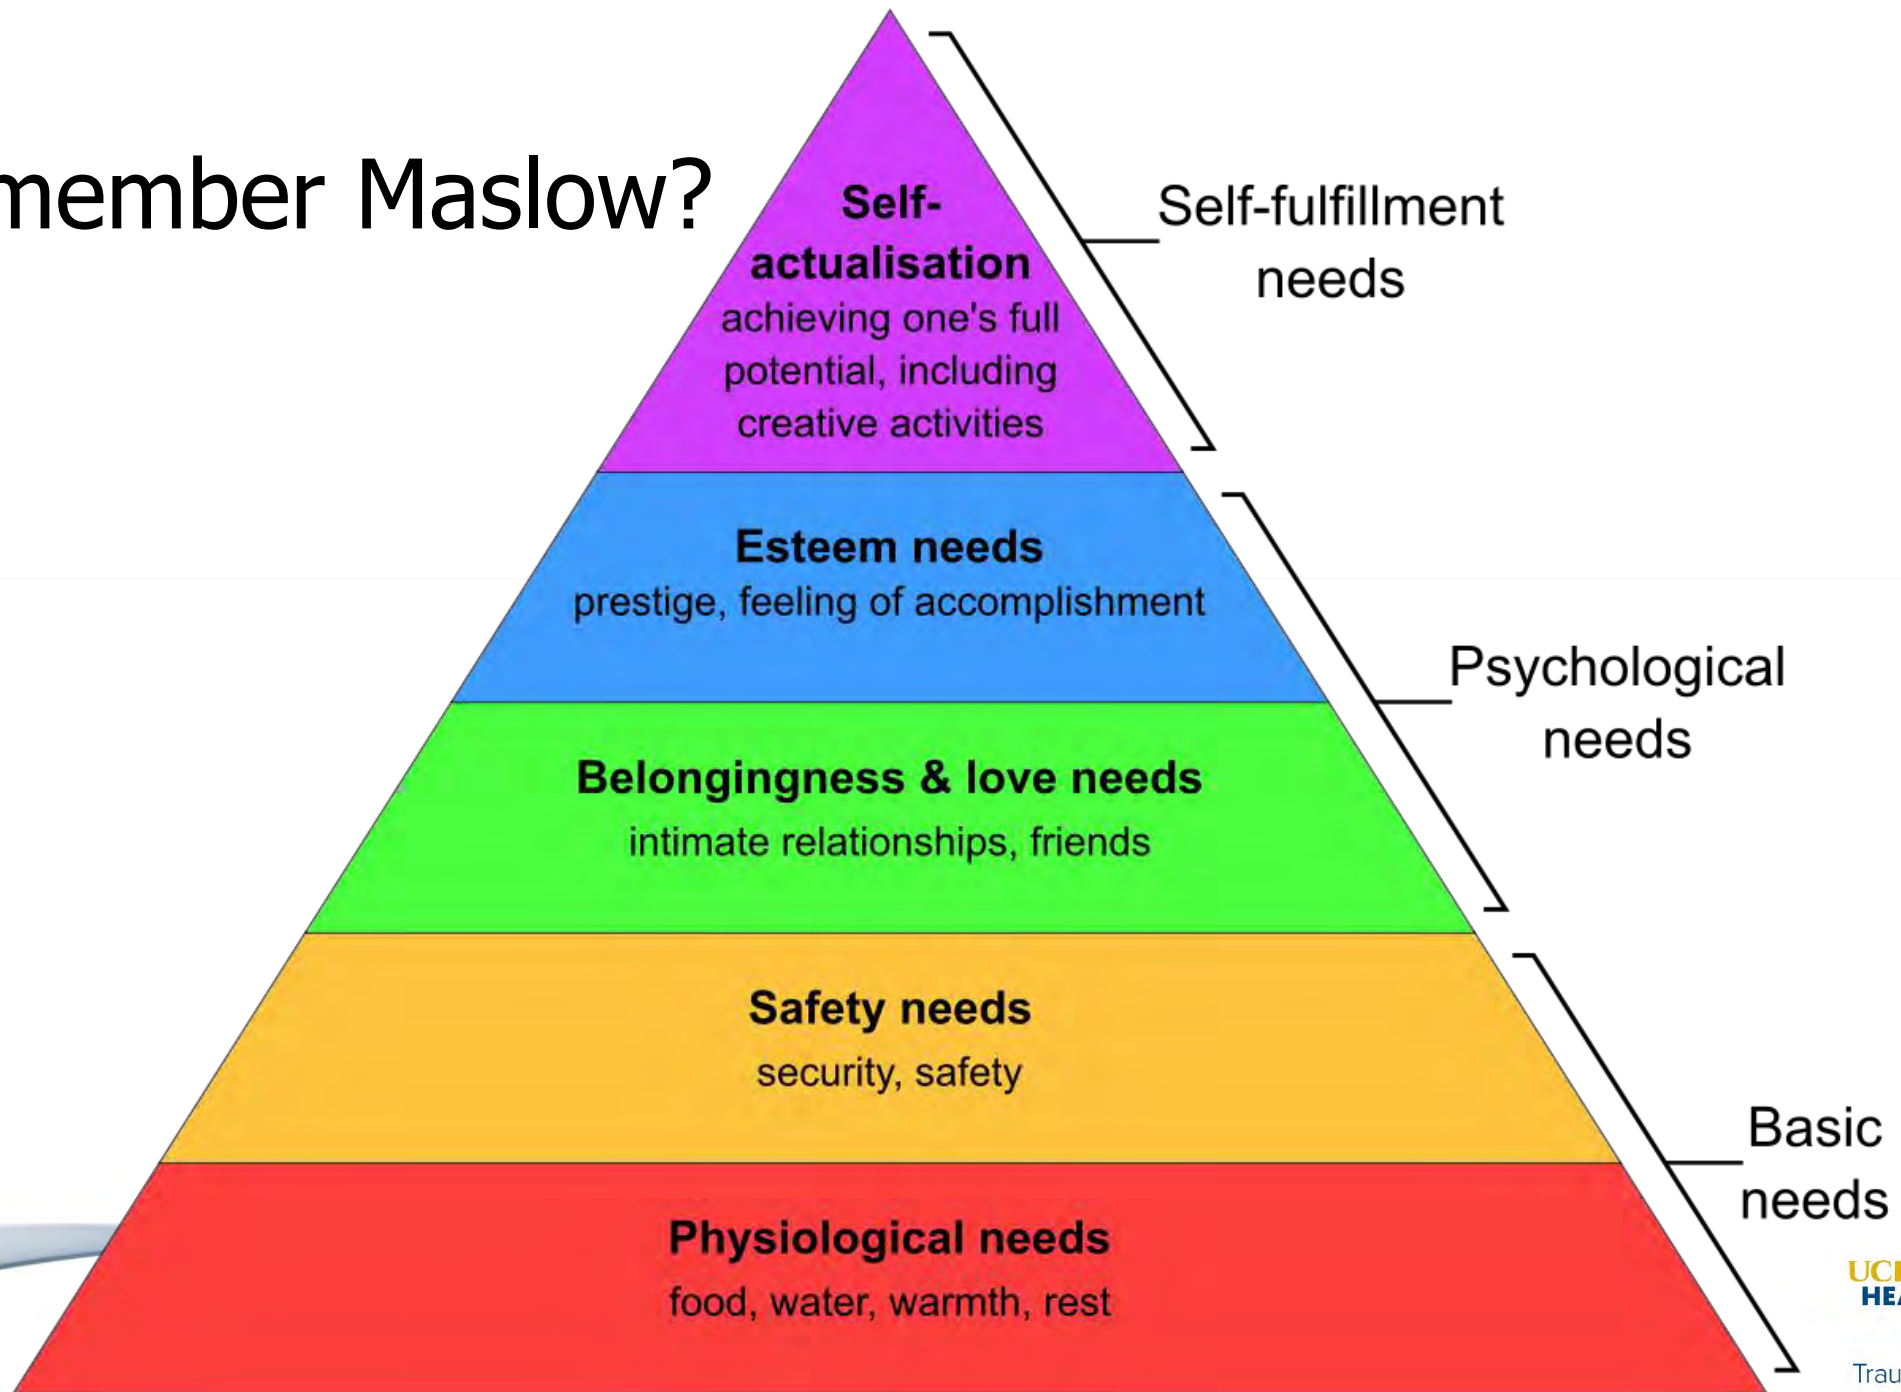 member Maslow?
Self-
actualisation
achieving one's full
potential, including
creative activities
Self-fulfillment
needs
Esteem needs
prestige, feeling of accomplishment
Psychological
needs
Belongingness & love needs
intimate relationships, friends
Safety needs
security, safety
Basic
needs
Physiological needs
food, water, warmth, rest